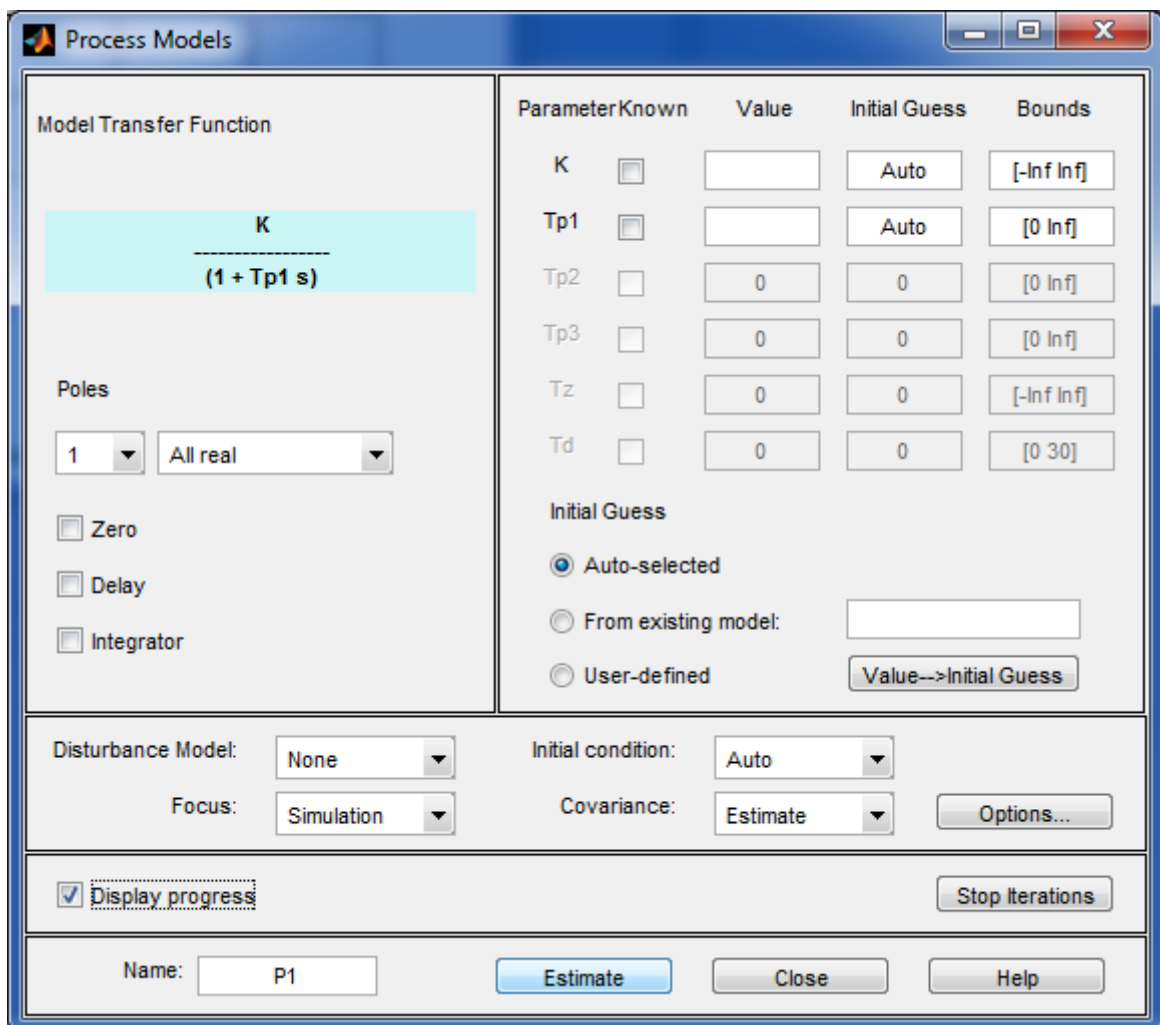 Process Models
Model Transfer Function
K
-----------------
(1 + Tp1 s)
Poles
1 All real
Zero
Delay
Integrator
Parameter Known Value Initial Guess Bounds
K Auto [-Inf Inf]
Tp1 Auto [0 Inf]
Tp2 0 0 [0 Inf]
Tp3 0 0 [0 Inf]
Tz 0 0 [-Inf Inf]
Td 0 0 [0 30]
Initial Guess
Auto-selected
From existing model:
User-defined Value-->Initial Guess
Disturbance Model: None Initial condition: Auto
Focus: Simulation Covariance: Estimate Options...
Display progress Stop Iterations
Name: P1 Estimate Close Help